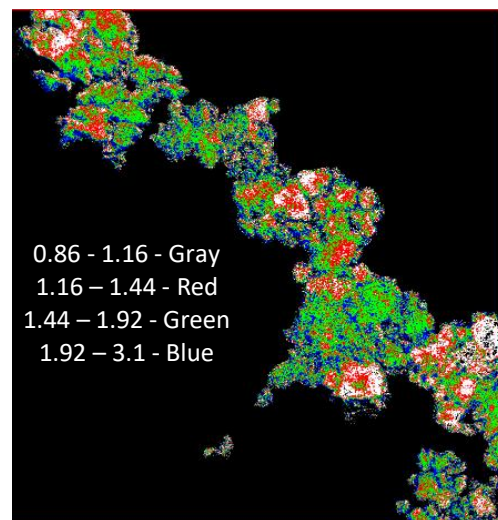 0.86 - 1.16 - Gray
1.16 – 1.44 - Red
1.44 – 1.92 - Green
1.92 – 3.1 - Blue